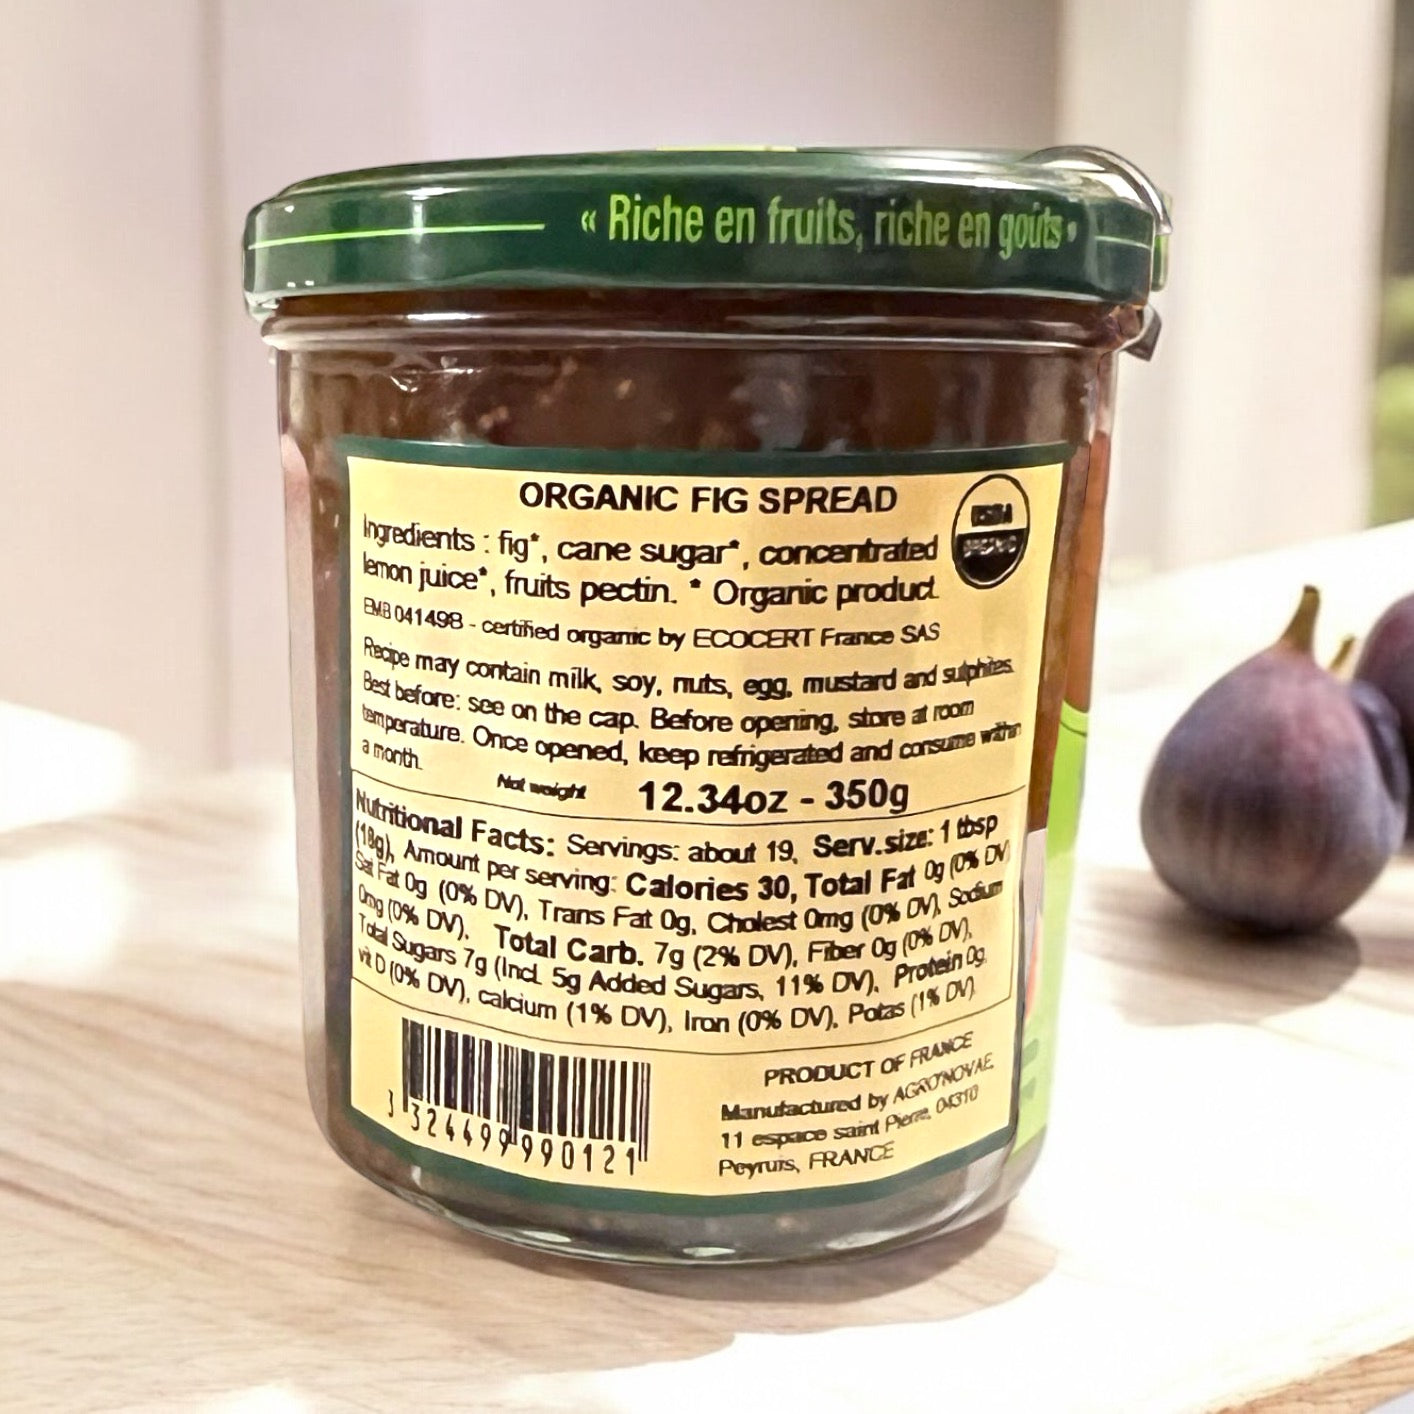 « Riche en fruits, riche en goûts »
ORGANIC FIG SPREAD
USDA
ORGANIC
Ingredients : fig*, cane sugar*, concentrated
lemon juice*, fruits pectin. * Organic product.
EMB 04149B - certified organic by ECOCERT France SAS
Recipe may contain milk, soy, nuts, egg, mustard and sulphites.
Best before: see on the cap. Before opening, store at room
temperature. Once opened, keep refrigerated and consume within
a month.
Net weight 12.34oz - 350g
Nutritional Facts: Servings: about 19, Serv.size: 1 tbsp
(18g), Amount per serving: Calories 30, Total Fat 0g (0% DV)
Sat Fat 0g (0% DV), Trans Fat 0g, Cholest 0mg (0% DV), Sodium
0mg (0% DV), Total Carb. 7g (2% DV), Fiber 0g (0% DV),
Total Sugars 7g (Incl. 5g Added Sugars, 11% DV), Protein 0g,
vit D (0% DV), calcium (1% DV), Iron (0% DV), Potas (1% DV)
3 324499 990121
PRODUCT OF FRANCE
Manufactured by AGRO'NOVAE,
11 espace saint Pierre, 04310
Peyruis, FRANCE